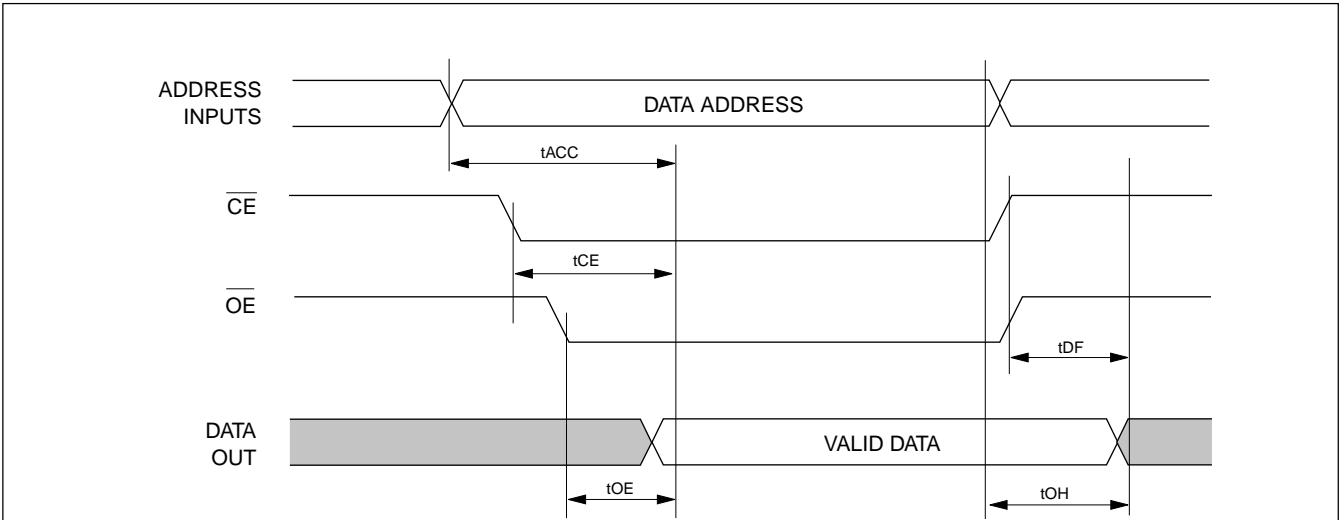 ADDRESS
INPUTS
DATA ADDRESS
tACC
CE
tCE
OE
tDF
DATA
OUT
VALID DATA
tOE
tOH